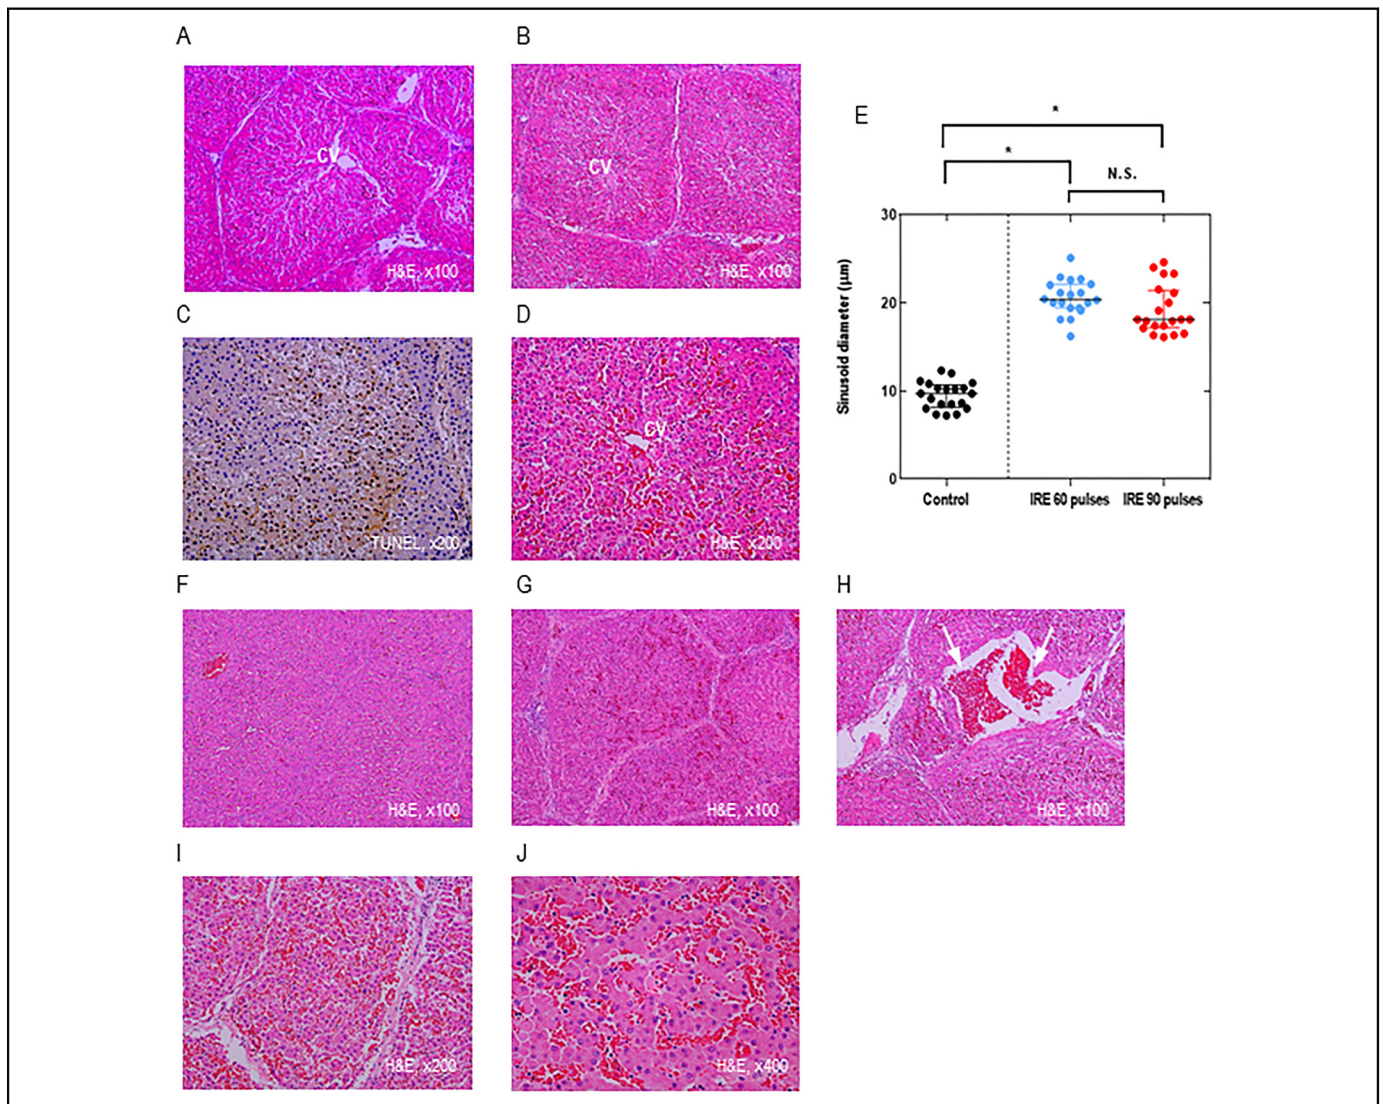 A
B
CV
H&E, x100
CV
H&E, x100
E
*
*
N.S.
30
20
10
0
Sinusoid diameter (µm)
Control
IRE 60 pulses
IRE 90 pulses
C
D
TUNEL, x200
CV
H&E, x200
F
G
H
H&E, x100
H&E, x100
H&E, x100
I
J
H&E, x200
H&E, x400